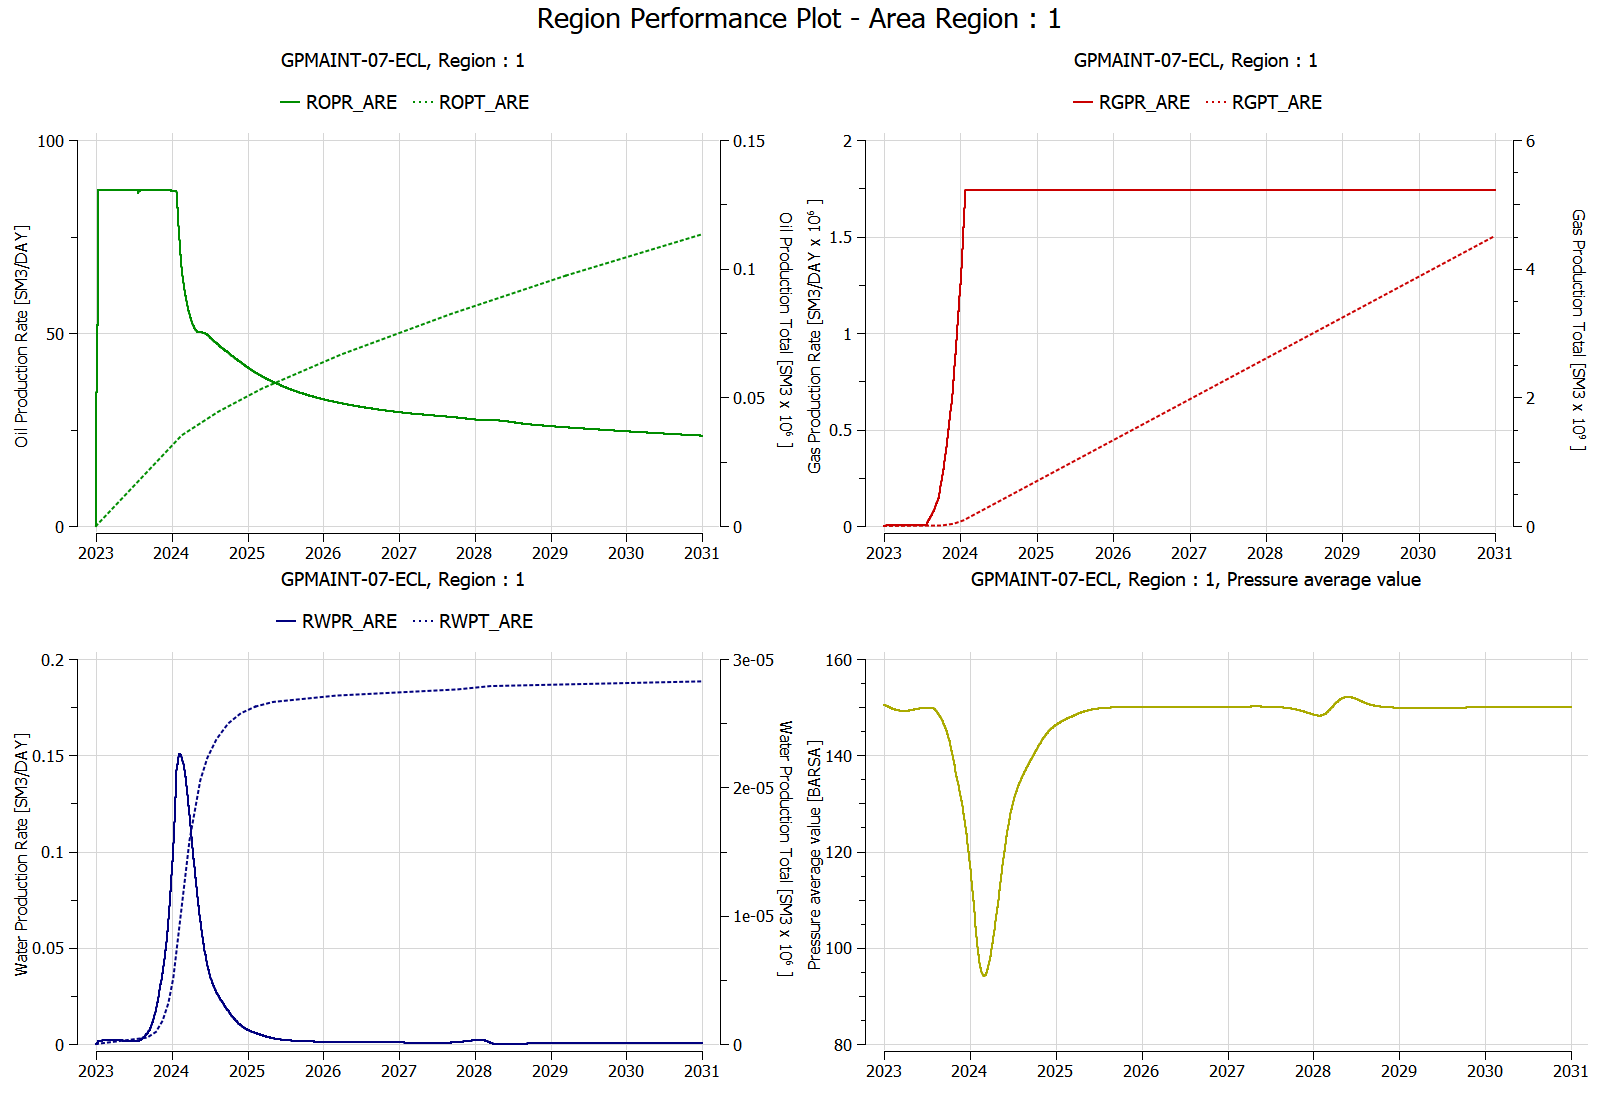 Region Performance Plot - Area Region : 1
GPMAINT-07-ECL, Region : 1
ROPR_ARE ROPT_ARE
100
50
0
0.15
0.1
0.05
0
Oil Production Rate [SM3/DAY]
Oil Production Total [SM3 x 10⁶ ]
2023 2024 2025 2026 2027 2028 2029 2030 2031
GPMAINT-07-ECL, Region : 1
RGPR_ARE RGPT_ARE
2
1.5
1
0.5
0
6
4
2
0
Gas Production Rate [SM3/DAY x 10⁶ ]
Gas Production Total [SM3 x 10⁹ ]
2023 2024 2025 2026 2027 2028 2029 2030 2031
GPMAINT-07-ECL, Region : 1
RWPR_ARE RWPT_ARE
0.2
0.15
0.1
0.05
0
3e-05
2e-05
1e-05
0
Water Production Rate [SM3/DAY]
Water Production Total [SM3 x 10⁶ ]
2023 2024 2025 2026 2027 2028 2029 2030 2031
GPMAINT-07-ECL, Region : 1, Pressure average value
160
140
120
100
80
Pressure average value [BARSA]
2023 2024 2025 2026 2027 2028 2029 2030 2031